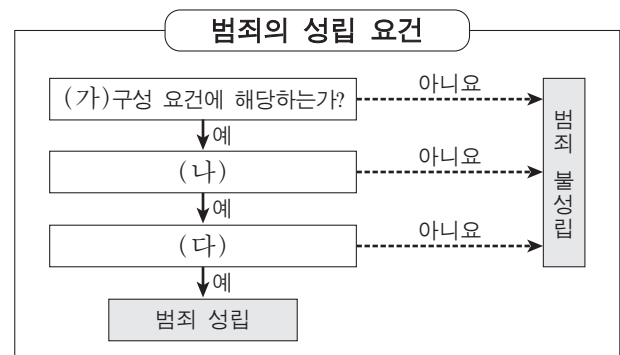 범죄의 성립 요건
(가)구성 요건에 해당하는가?
아니요
예
(나)
아니요
예
(다)
아니요
예
범죄 성립
범죄 불성립